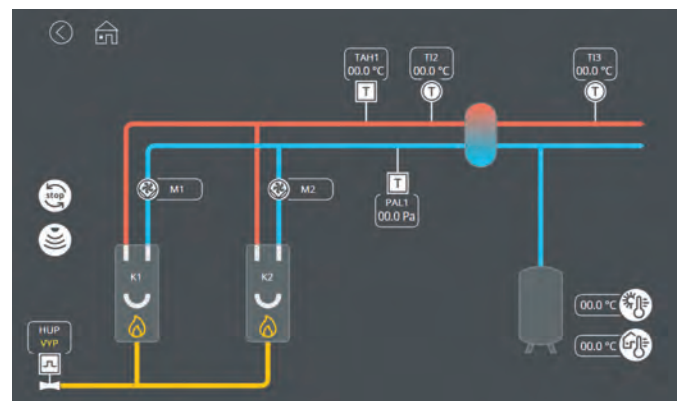 TAH1
00.0 °C
T
TI2
00.0 °C
T
TI3
00.0 °C
T
M1
M2
T
PAL1
00.0 Pa
stop
K1
K2
00.0 °C
HUP
VYP
00.0 °C